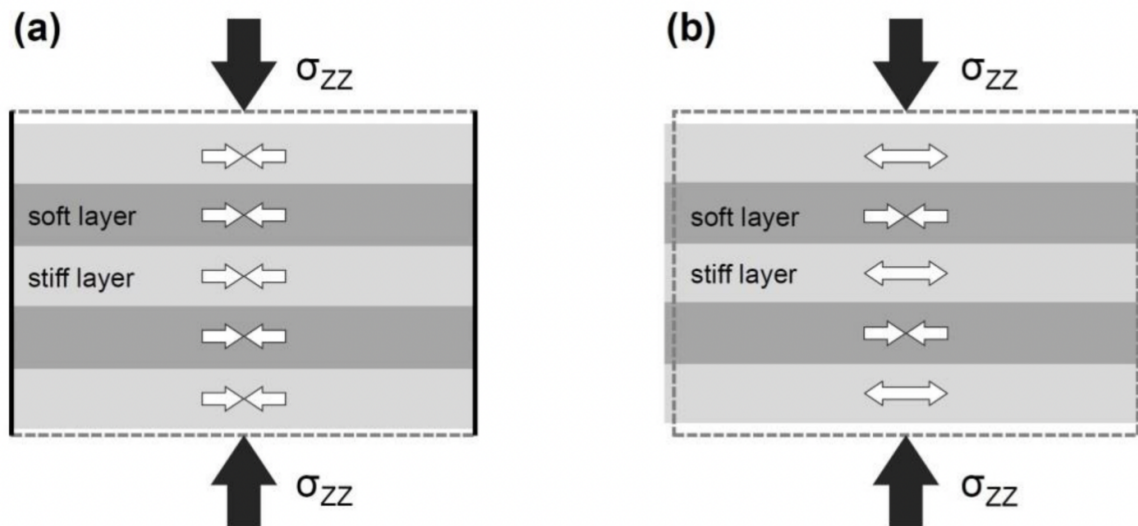 (a)
σZZ
soft layer
stiff layer
σZZ
(b)
σZZ
soft layer
stiff layer
σZZ